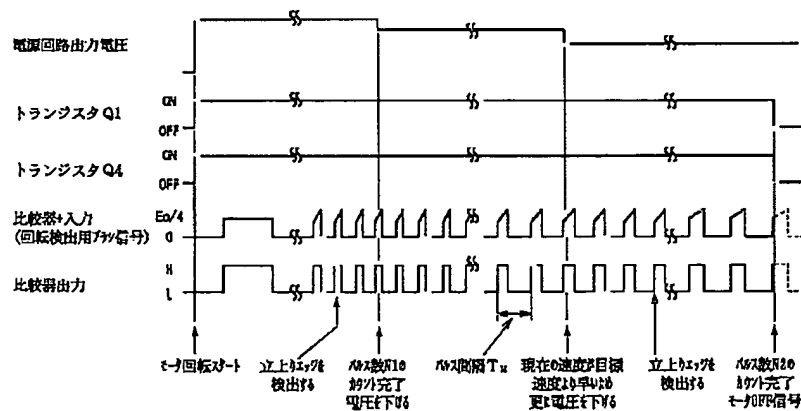 電源回路出力電圧
トランジスタQ1
ON
OFF
トランジスタQ4
ON
OFF
比較器+入力
(回転検出用ブラシ信号)
Eo/4
0
比較器出力
H
L
モータ回転スタート
立上りエッジを
検出する
パルス数N1の
カウント完了
電圧を下げる
パルス間隔T
現在の速度が目標
速度より早いため
更に電圧を下げる
立上りエッジを
検出する
パルス数N2の
カウント完了
モータOFF信号